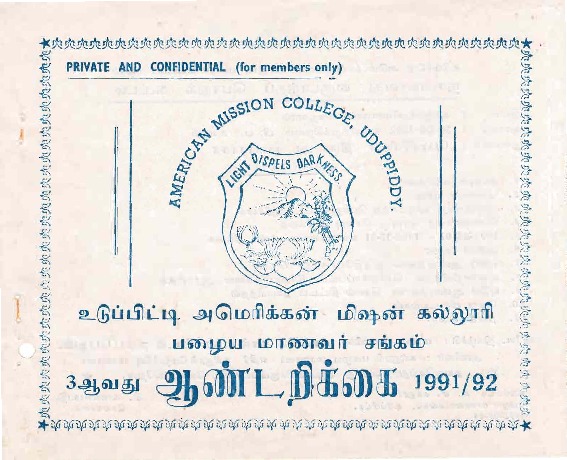 PRIVATE AND CONFIDENTIAL (for members only)
AMERICAN MISSION COLLEGE, UDUPPIDDY.
LIGHT DISPELS DARKNESS
உடுப்பிட்டி அமெரிக்கன் மிஷன் கல்லூரி
பழைய மாணவர் சங்கம்
3ஆவது ஆண்டறிக்கை 1991/92